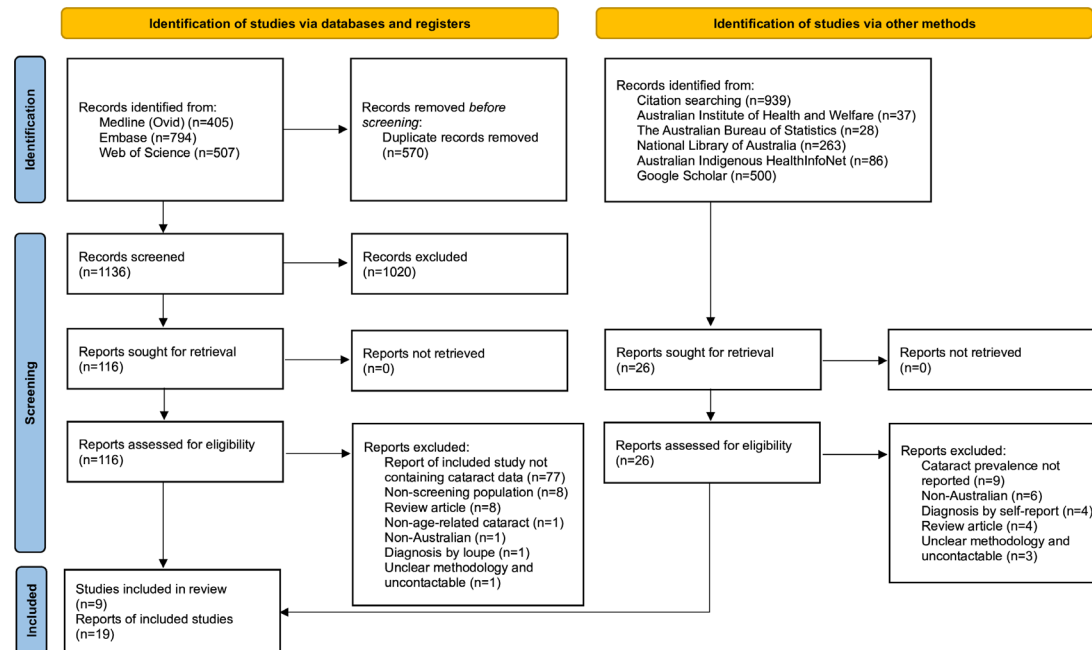 Identification of studies via databases and registers
Identification of studies via other methods
Identification
Records identified from:
Medline (Ovid) (n=405)
Embase (n=794)
Web of Science (n=507)
Records removed before
screening:
Duplicate records removed
(n=570)
Records identified from:
Citation searching (n=939)
Australian Institute of Health and Welfare (n=37)
The Australian Bureau of Statistics (n=28)
National Library of Australia (n=263)
Australian Indigenous HealthInfoNet (n=86)
Google Scholar (n=500)
Screening
Records screened
(n=1136)
Records excluded
(n=1020)
Reports sought for retrieval
(n=116)
Reports not retrieved
(n=0)
Reports sought for retrieval
(n=26)
Reports not retrieved
(n=0)
Reports assessed for eligibility
(n=116)
Reports excluded:
Report of included study not
containing cataract data (n=77)
Non-screening population (n=8)
Review article (n=8)
Non-age-related cataract (n=1)
Non-Australian (n=1)
Diagnosis by loupe (n=1)
Unclear methodology and
uncontactable (n=1)
Reports assessed for eligibility
(n=26)
Reports excluded:
Cataract prevalence not
reported (n=9)
Non-Australian (n=6)
Diagnosis by self-report (n=4)
Review article (n=4)
Unclear methodology and
uncontactable (n=3)
Included
Studies included in review
(n=9)
Reports of included studies
(n=19)